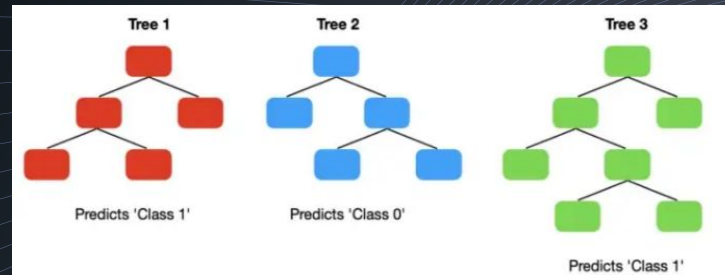 Tree 1
Tree 2
Tree 3
Predicts 'Class 1'
Predicts 'Class 0'
Predicts 'Class 1'